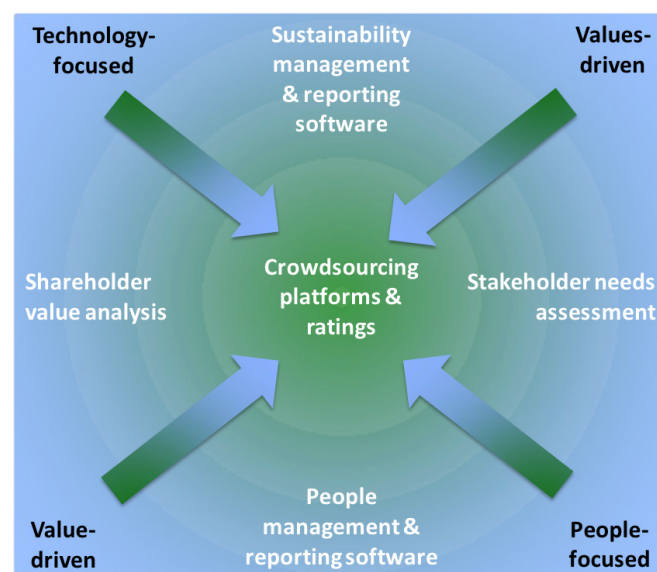 Technology-
focused
Sustainability
management
& reporting
software
Values-
driven
Shareholder
value analysis
Crowdsourcing
platforms &
ratings
Stakeholder needs
assessment
Value-
driven
People
management &
reporting software
People-
focused